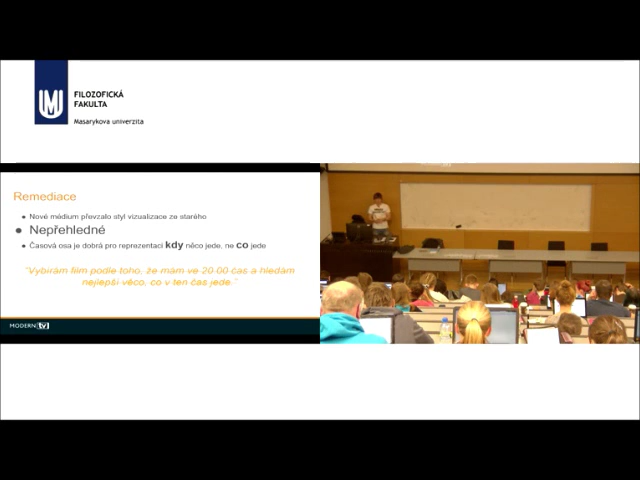 FILOZOFICKÁ
FAKULTA
Masarykova univerzita
Remediace
● Nové médium převzalo styl vizualizace ze starého
● Nepřehledné
● Časová osa je dobrá pro reprezentaci kdy něco jede, ne co jede
"Vybírám film podle toho, že mám ve 20:00 čas a hledám
nejlepší věco, co v ten čas jede."
MODERN tv